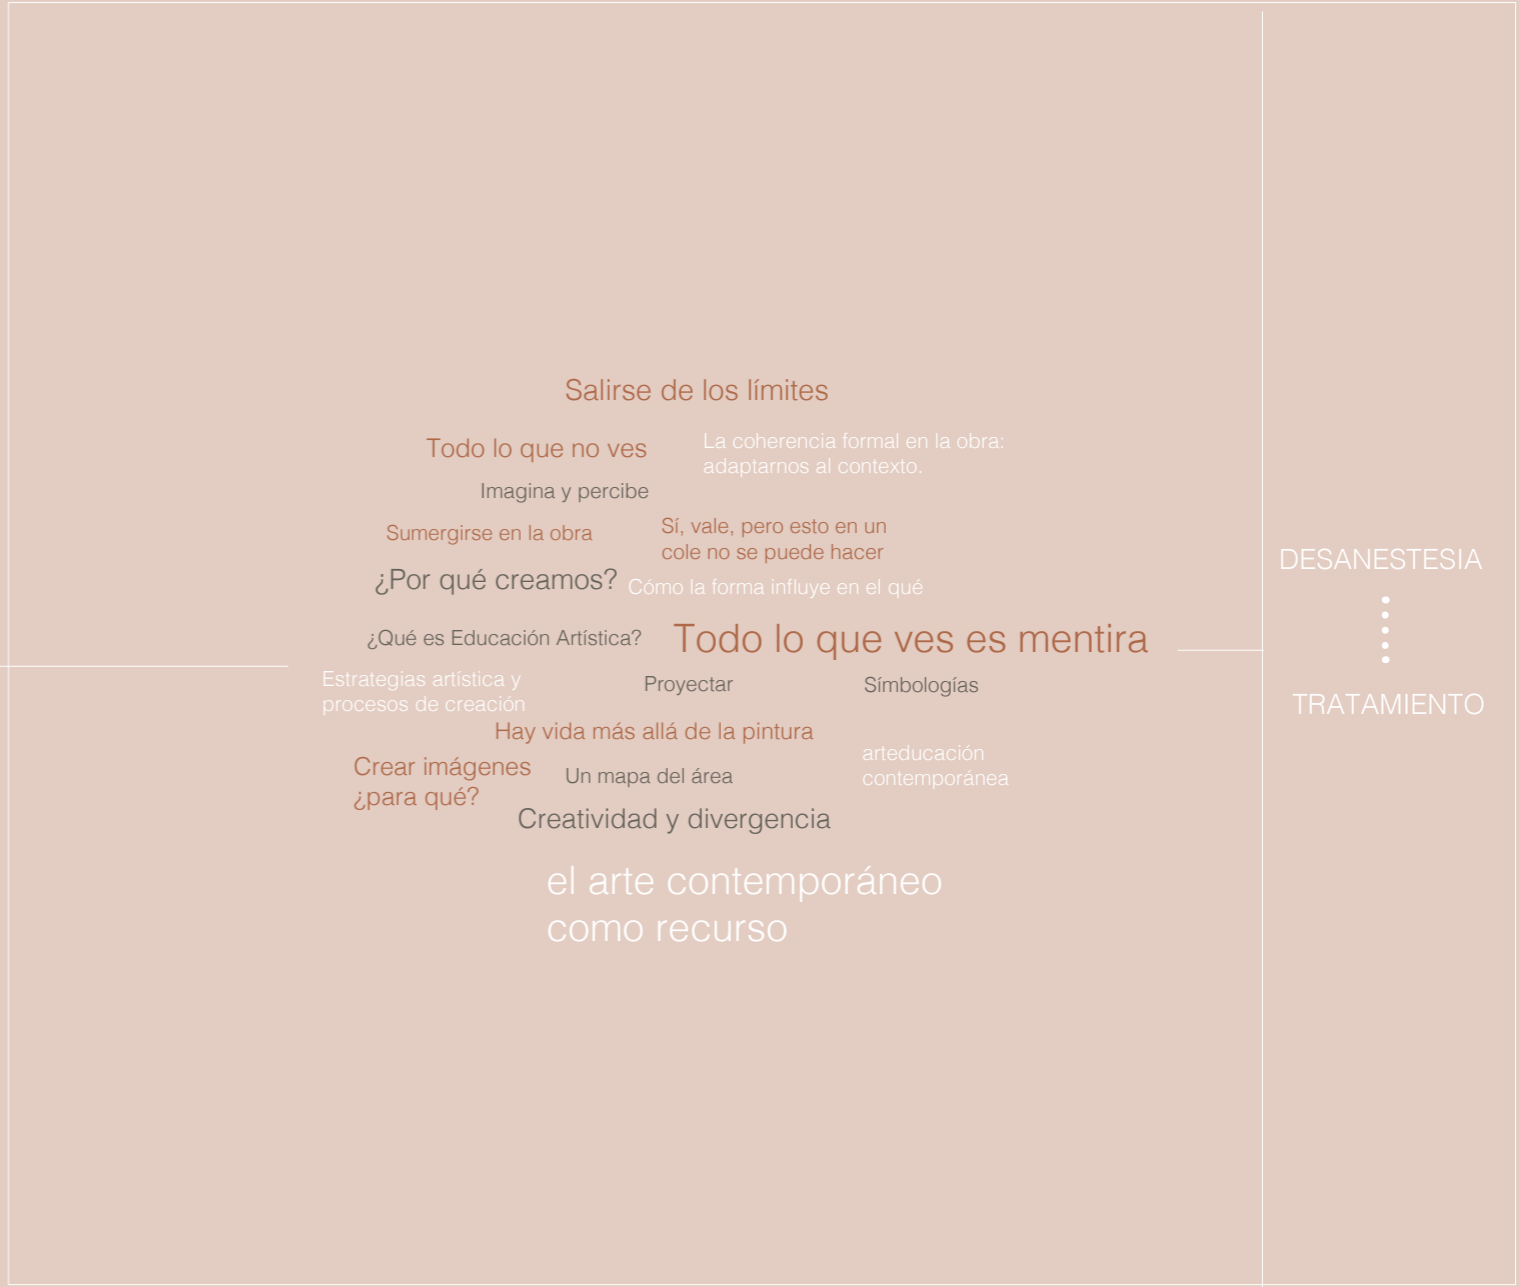 Salirse de los límites
Todo lo que no ves
La coherencia formal en la obra:
adaptarnos al contexto.
Imagina y percibe
Sumergirse en la obra
Sí, vale, pero esto en un
cole no se puede hacer
¿Por qué creamos?
Cómo la forma influye en el qué
¿Qué es Educación Artística?
Todo lo que ves es mentira
Estrategias artística y
procesos de creación
Proyectar
Símbologías
Hay vida más allá de la pintura
Crear imágenes
¿para qué?
Un mapa del área
arteducación
contemporánea
Creatividad y divergencia
el arte contemporáneo
como recurso
DESANESTESIA
TRATAMIENTO